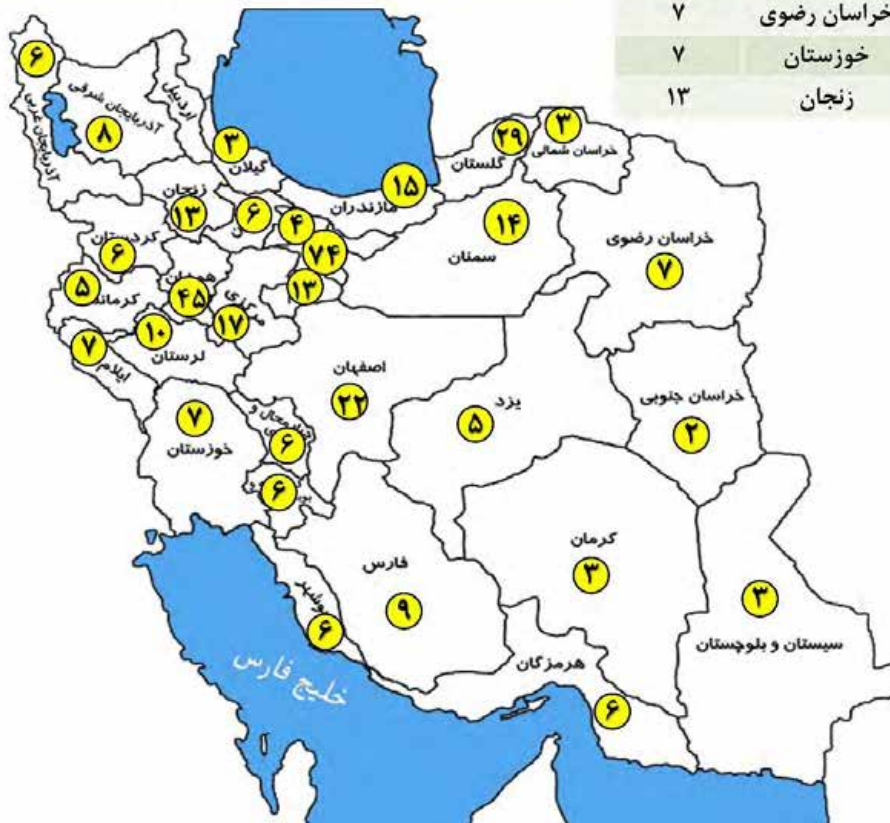 خراسان رضوی ۷
خوزستان ۷
زنجان ۱۳
۶
آذربایجان شرقی
۸
آذربایجان غربی
اردبیل
۳
گیلان
زنجان
۱۳
۶
۴
۱۵
مازندران
۲۹
گلستان
۳
خراسان شمالی
۱۴
سمنان
خراسان رضوی
۷
کردستان
۶
۷۴
۱۳
۵
همدان
۴۵
مرکزی
۱۷
۱۰
لرستان
۷
ایلام
اصفهان
۲۲
یزد
۵
خراسان جنوبی
۲
۷
خوزستان
۶
۶
کرمان
۳
فارس
۹
بوشهر
۶
۳
سیستان و بلوچستان
هرمزگان
۶
خلیج فارس